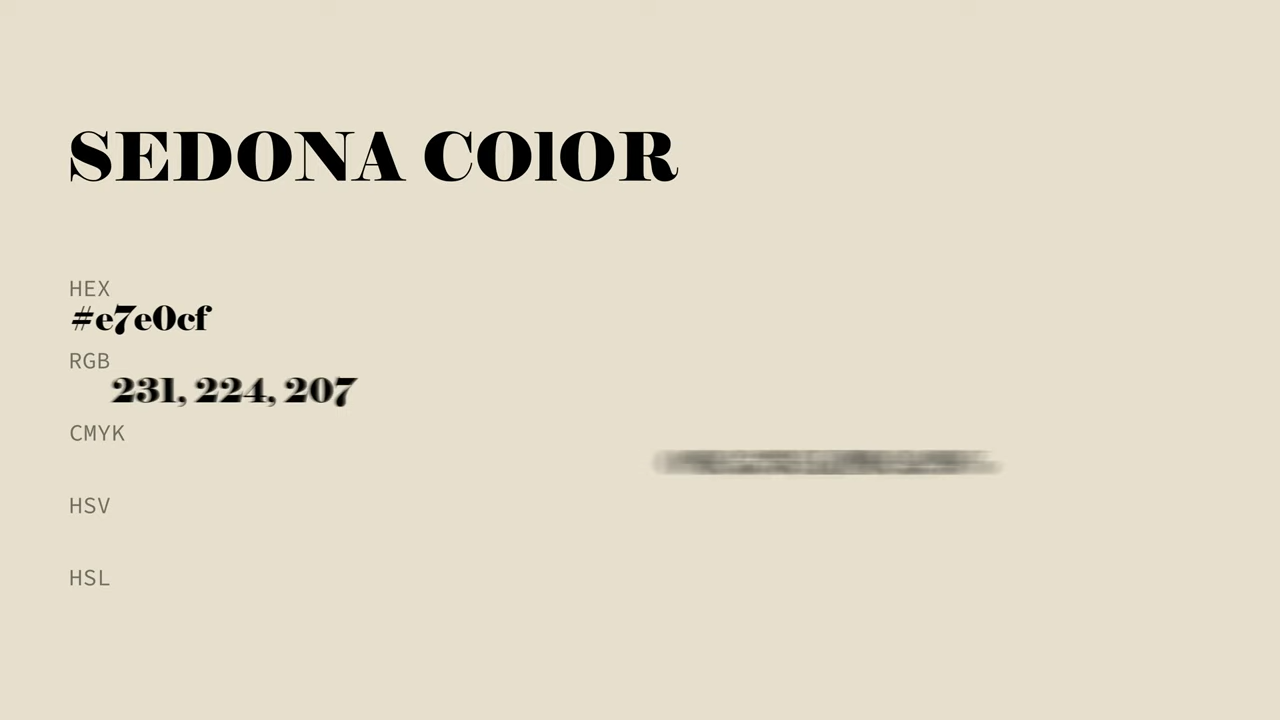 SEDONA COlOR
HEX
#e7e0cf
RGB
231, 224, 207
CMYK
HSV
HSL